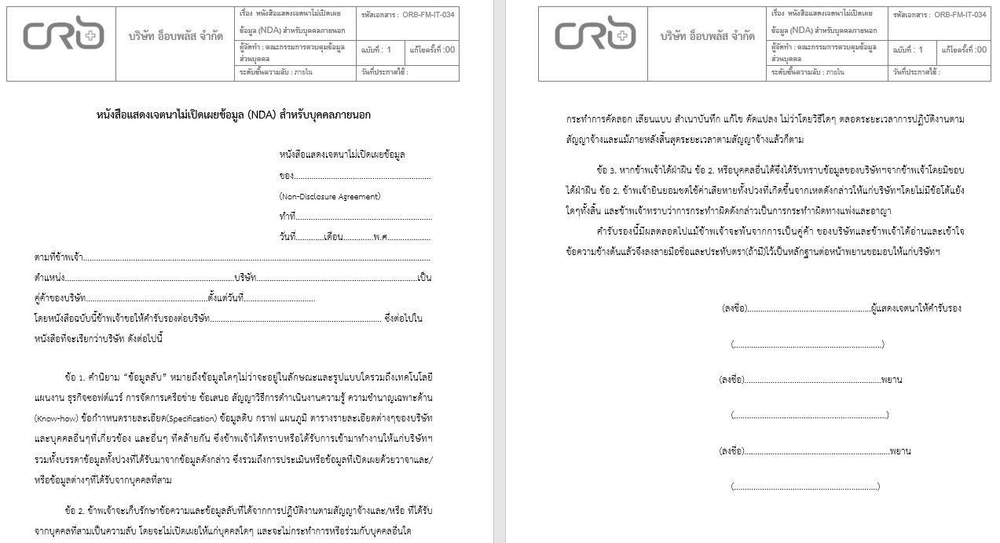 CRb
บริษัท อ็อบพลัส จำกัด
เรื่อง หนังสือแสดงเจตนาไม่เปิดเผย
ข้อมูล (NDA) สำหรับบุคคลภายนอก
รหัสเอกสาร : ORB-FM-IT-034
ผู้จัดทำ : คณะกรรมการควบคุมข้อมูล
ส่วนบุคคล
ฉบับที่ : 1
แก้ไขครั้งที่ :00
ระดับชั้นความลับ : ภายใน
วันที่ประกาศใช้ :
หนังสือแสดงเจตนาไม่เปิดเผยข้อมูล (NDA) สำหรับบุคคลภายนอก
หนังสือแสดงเจตนาไม่เปิดเผยข้อมูล
ของ...............................................................
(Non-Disclosure Agreement)
ทำที่...............................................................
วันที่.............เดือน..............พ.ศ....................
ตามที่ข้าพเจ้า................................................................................................................................................................
ตำแหน่ง..............................................................................บริษัท..........................................................................เป็น
คู่ค้าของบริษัท........................................................ตั้งแต่วันที่.................................
โดยหนังสือฉบับนี้ข้าพเจ้าขอให้คำรับรองต่อบริษัท............................................................................... ซึ่งต่อไปใน
หนังสือที่จะเรียกว่าบริษัท ดังต่อไปนี้
ข้อ 1. คำนิยาม “ข้อมูลลับ” หมายถึงข้อมูลใดๆไม่ว่าจะอยู่ในลักษณะและรูปแบบใดรวมถึงเทคโนโลยี
แผนงาน ธุรกิจซอฟต์แวร์ การจัดการเครือข่าย ข้อเสนอ สัญญาวิธีการดำเนินงานความรู้ ความชำนาญเฉพาะด้าน
(Know-how) ข้อกำาหนดรายละเอียด(Specification) ข้อมูลดิบ กราฟ แผนภูมิ ตารางรายละเอียดต่างๆของบริษัท
และบุคคลอื่นๆที่เกี่ยวข้อง และอื่นๆ ที่คล้ายกัน ซึ่งข้าพเจ้าได้ทราบหรือได้รับการเข้ามาทำงานให้แก่บริษัทฯ
รวมทั้งบรรดาข้อมูลทั้งปวงที่ได้รับมาจากข้อมูลดังกล่าว ซึ่งรวมถึงการประเมินหรือข้อมูลที่เปิดเผยด้วยวาจาและ/
หรือข้อมูลต่างๆที่ได้รับจากบุคคลที่สาม
ข้อ 2. ข้าพเจ้าจะเก็บรักษาข้อความและข้อมูลลับที่ได้จากการปฏิบัติงานตามสัญญาจ้างและ/หรือ ที่ได้รับ
จากบุคคลที่สามเป็นความลับ โดยจะไม่เปิดเผยให้แก่บุคคลใดๆ และจะไม่กระทำการหรือร่วมกับบุคคลอื่นใด
CRb
บริษัท อ็อบพลัส จำกัด
เรื่อง หนังสือแสดงเจตนาไม่เปิดเผย
ข้อมูล (NDA) สำหรับบุคคลภายนอก
รหัสเอกสาร : ORB-FM-IT-034
ผู้จัดทำ : คณะกรรมการควบคุมข้อมูล
ส่วนบุคคล
ฉบับที่ : 1
แก้ไขครั้งที่ :00
ระดับชั้นความลับ : ภายใน
วันที่ประกาศใช้ :
กระทำการคัดลอก เลียนแบบ สำเนาบันทึก แก้ไข ดัดแปลง ไม่ว่าโดยวิธีใดๆ ตลอดระยะเวลาการปฏิบัติงานตาม
สัญญาจ้างและแม้ภายหลังสิ้นสุดระยะเวลาตามสัญญาจ้างแล้วก็ตาม
ข้อ 3. หากข้าพเจ้าได้ฝ่าฝืน ข้อ 2. หรือบุคคลอื่นได้ซึ่งได้รับทราบข้อมูลของบริษัทฯจากข้าพเจ้าโดยมิชอบ
ได้ฝ่าฝืน ข้อ 2. ข้าพเจ้ายินยอมชดใช้ค่าเสียหายทั้งปวงที่เกิดขึ้นจากเหตุดังกล่าวให้แก่บริษัทฯโดยไม่มีข้อโต้แย้ง
ใดๆทั้งสิ้น และข้าพเจ้าทราบว่าการกระทำาผิดดังกล่าวเป็นการกระทำาผิดทางแพ่งและอาญา
คำรับรองนี้มีผลตลอดไปแม้ข้าพเจ้าจะพ้นจากการเป็นคู่ค้า ของบริษัทและข้าพเจ้าได้อ่านและเข้าใจ
ข้อความข้างต้นแล้วจึงลงลายมือชื่อและประทับตรา(ถ้ามี)ไว้เป็นหลักฐานต่อหน้าพยานขอมอบให้แก่บริษัทฯ
(ลงชื่อ).........................................................ผู้แสดงเจตนาให้คำรับรอง
(.....................................................................)
(ลงชื่อ)...............................................................พยาน
(.......................................................................)
(ลงชื่อ)...................................................................พยาน
(..................................................................)